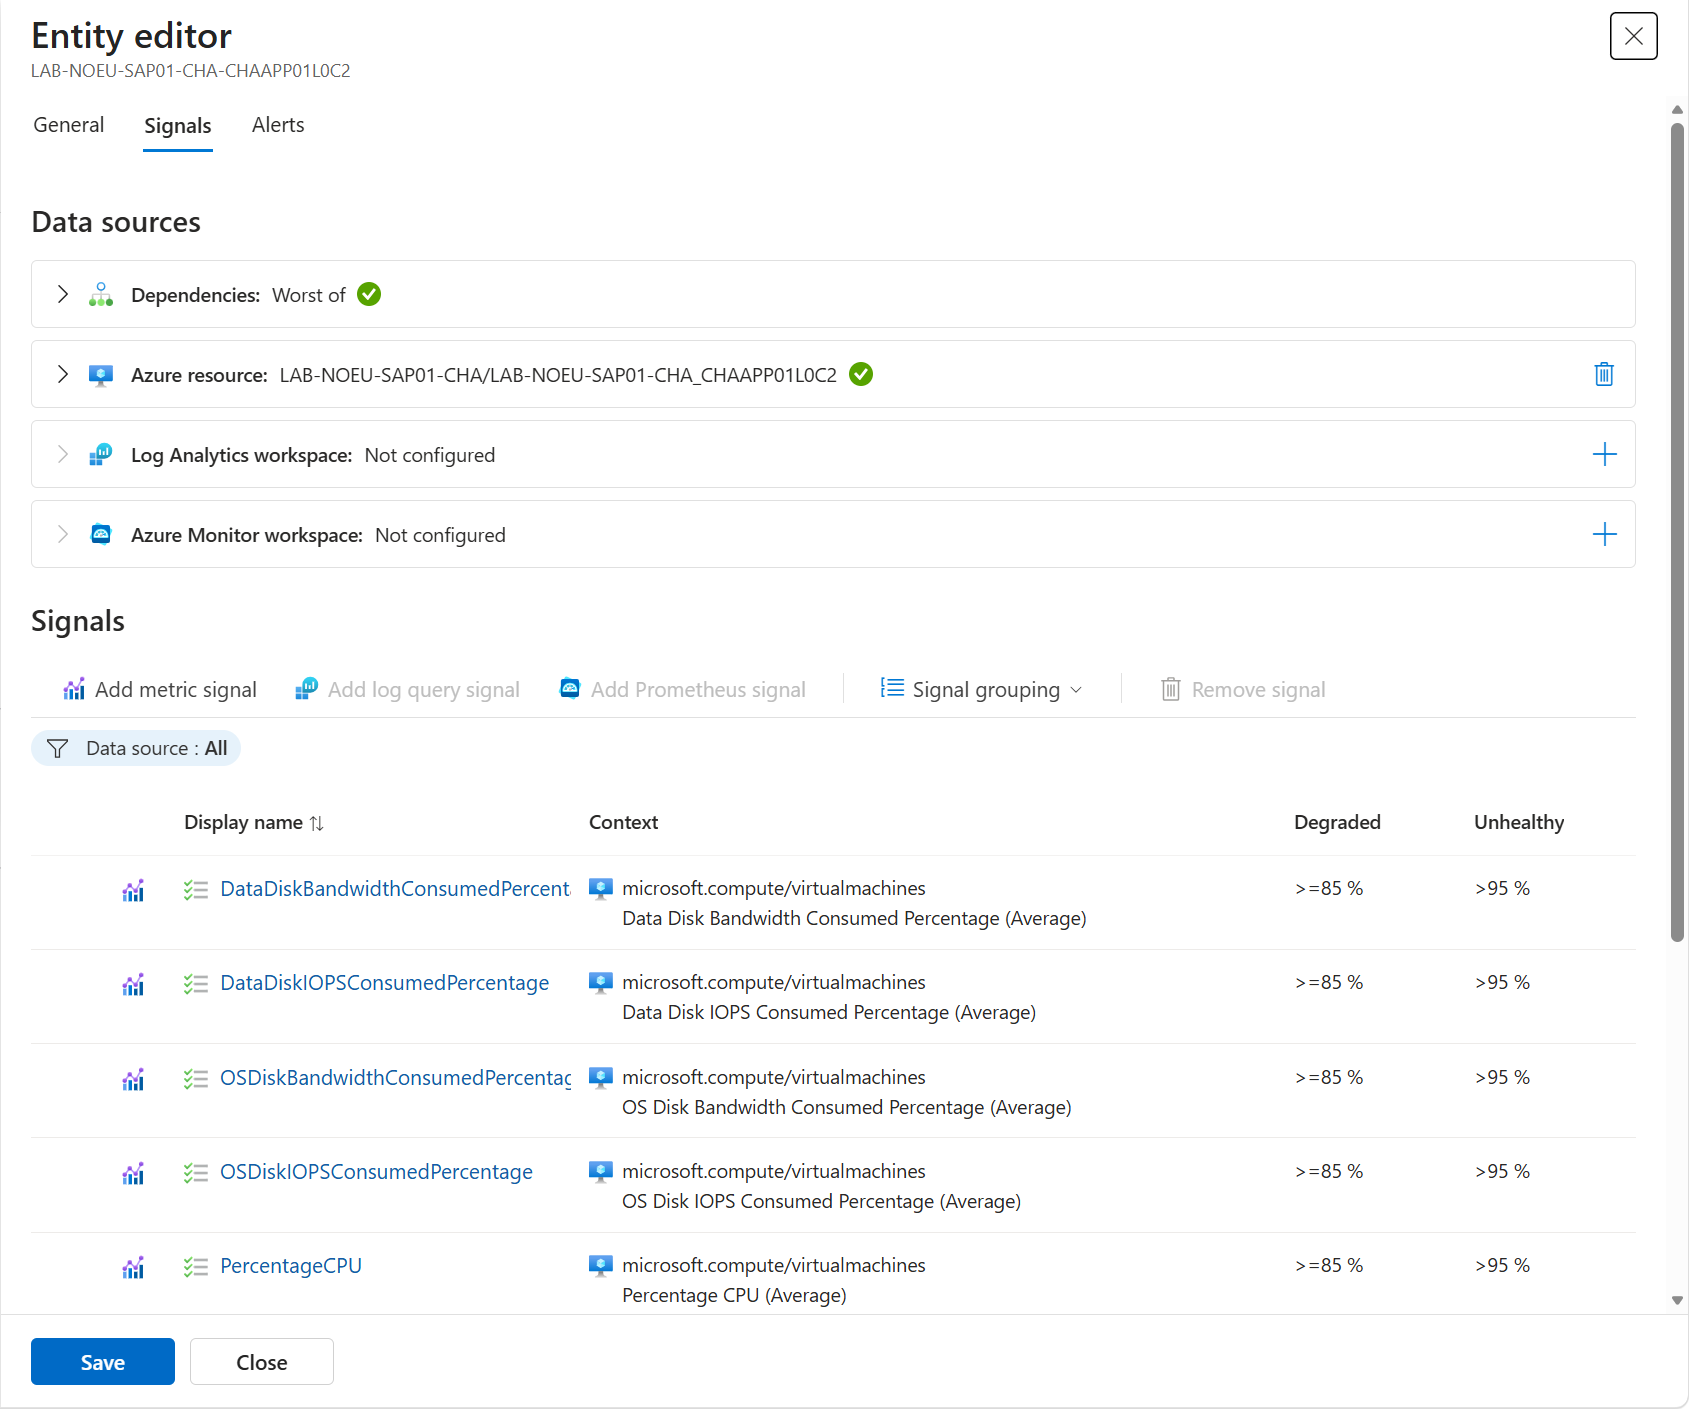 Entity editor
LAB-NOEU-SAP01-CHA-CHAAPP01L0C2
General Signals Alerts
Data sources
Dependencies: Worst of
Azure resource: LAB-NOEU-SAP01-CHA/LAB-NOEU-SAP01-CHA_CHAAPP01L0C2
Log Analytics workspace: Not configured
Azure Monitor workspace: Not configured
Signals
Add metric signal Add log query signal Add Prometheus signal Signal grouping Remove signal
Data source : All
Display name Context Degraded Unhealthy
DataDiskBandwidthConsumedPercent microsoft.compute/virtualmachines >=85 % >95 %
Data Disk Bandwidth Consumed Percentage (Average)
DataDiskIOPSConsumedPercentage microsoft.compute/virtualmachines >=85 % >95 %
Data Disk IOPS Consumed Percentage (Average)
OSDiskBandwidthConsumedPercentag microsoft.compute/virtualmachines >=85 % >95 %
OS Disk Bandwidth Consumed Percentage (Average)
OSDiskIOPSConsumedPercentage microsoft.compute/virtualmachines >=85 % >95 %
OS Disk IOPS Consumed Percentage (Average)
PercentageCPU microsoft.compute/virtualmachines >=85 % >95 %
Percentage CPU (Average)
Save Close